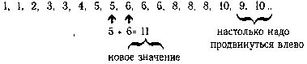 1, 1, 2, 3, 3, 4, 5, 5, 6, 6, 6, 8, 8, 8, 10, 9, 10..
5 + 6 = 11
настолько надо
продвинуться влево
новое значение